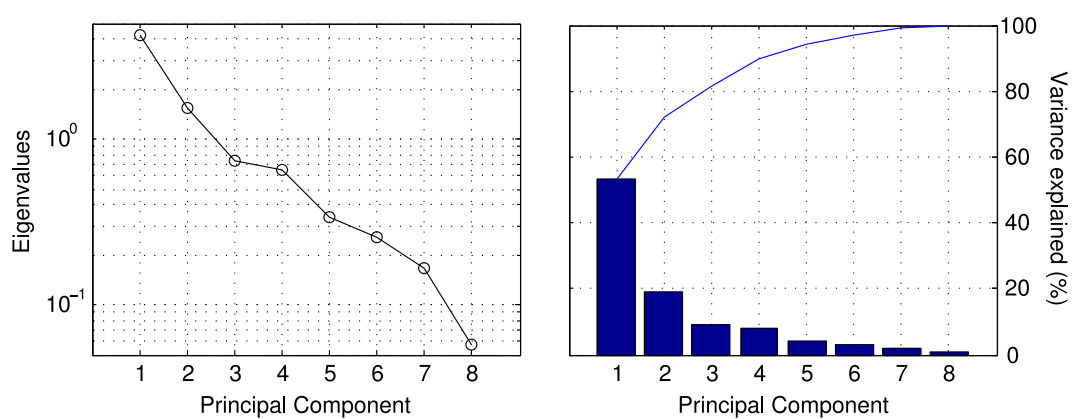 Eigenvalues
10^0
10^−1
1 2 3 4 5 6 7 8
Principal Component
100
80
60
40
20
0
Variance explained (%)
1 2 3 4 5 6 7 8
Principal Component